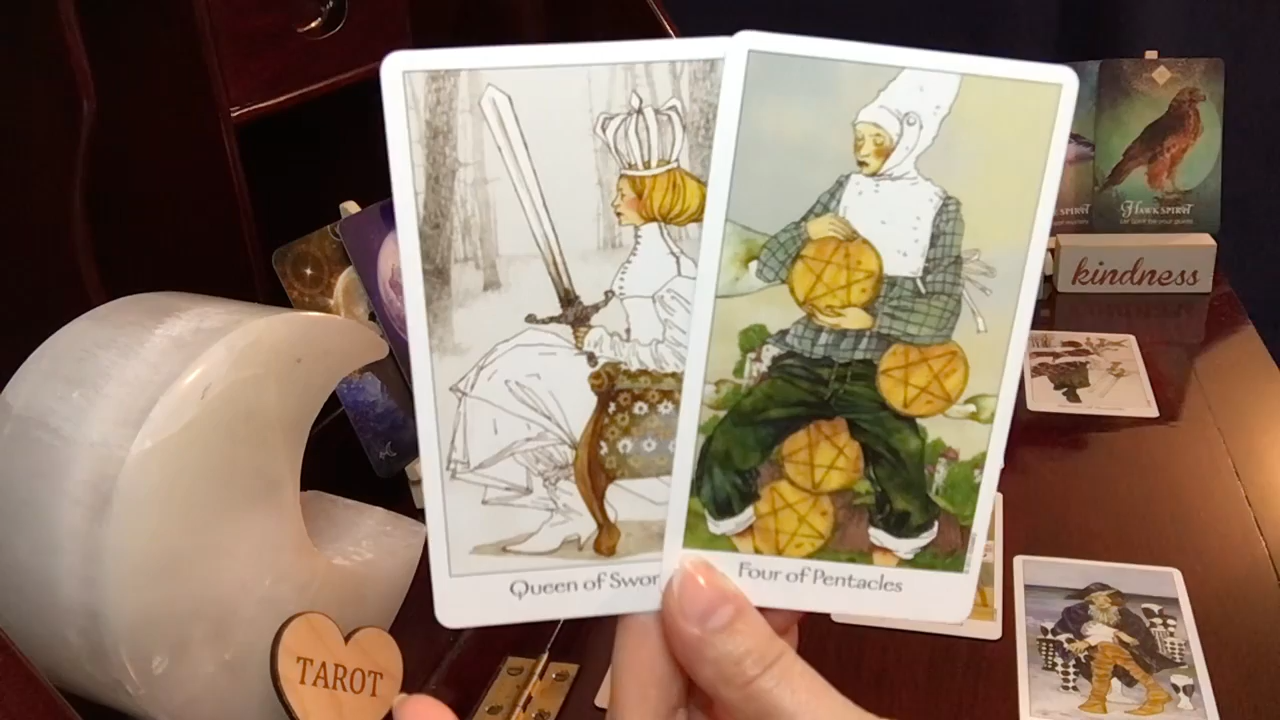 HAWK SPIRIT
kindness
Queen of Swor
Four of Pentacles
TAROT